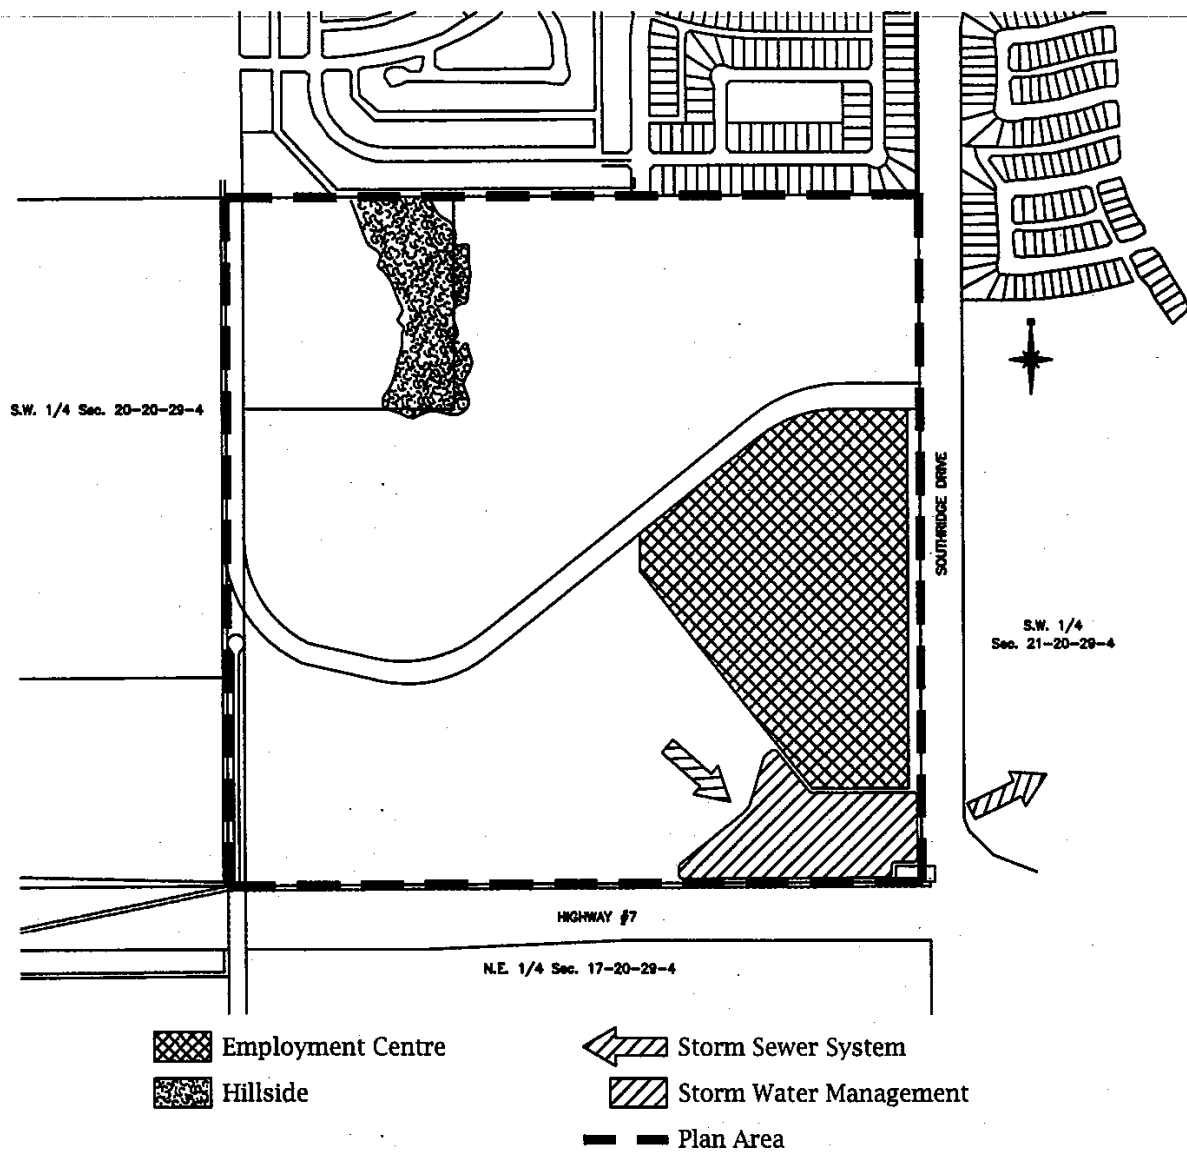 S.W. 1/4 Sec. 20-20-29-4
SOUTHRIDGE DRIVE
S.W. 1/4
Sec. 21-20-29-4
HIGHWAY #7
N.E. 1/4 Sec. 17-20-29-4
Employment Centre
Storm Sewer System
Hillside
Storm Water Management
Plan Area